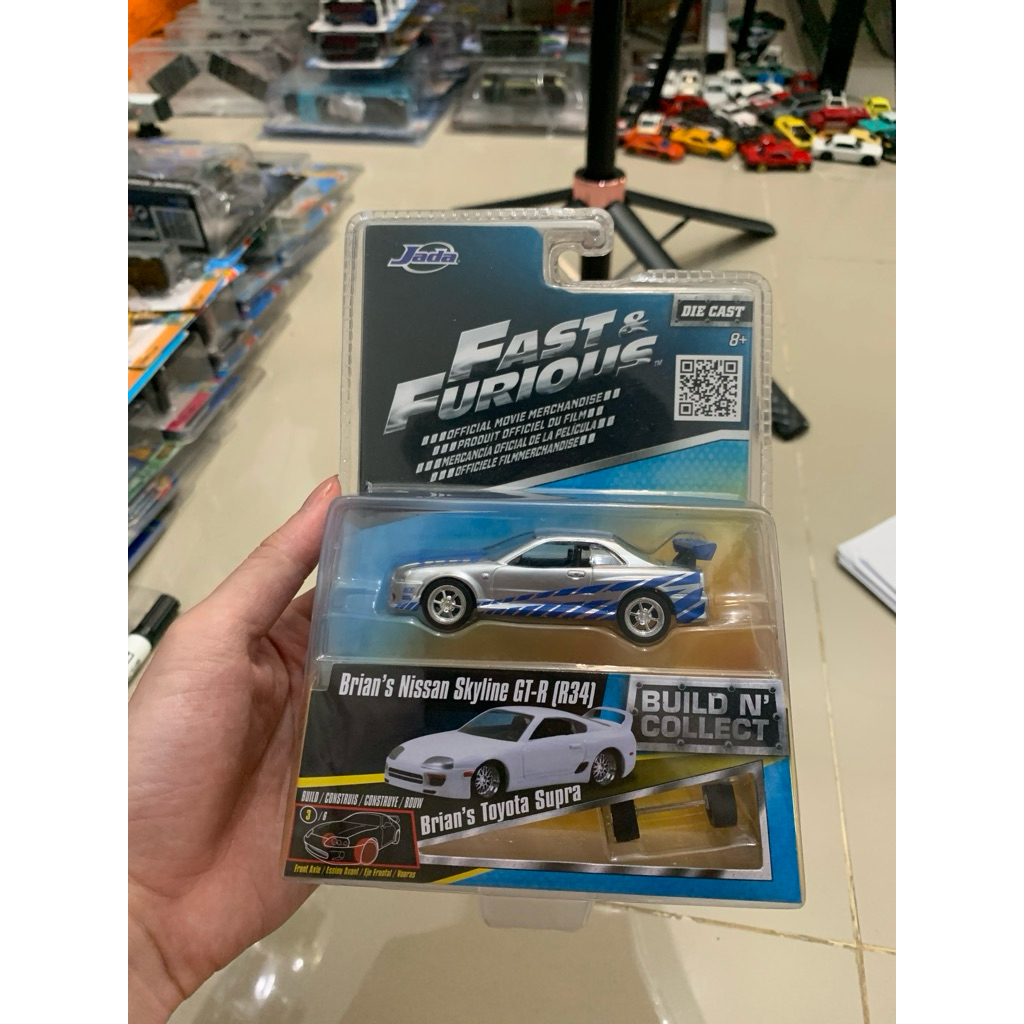 Jada
DIE CAST
8+
FAST &
FURIOUS™
OFFICIAL MOVIE MERCHANDISE
PRODUIT OFFICIEL DU FILM
MERCANCÍA OFICIAL DE LA PELÍCULA
OFFICIELE FILMMERCHANDISE
Brian's Nissan Skyline GT-R (R34)
BUILD N'
COLLECT
Brian's Toyota Supra
BUILD / CONSTRUIS / CONSTRUYE / BOUW
3 / 6
Front Axle / Essieu Avant / Eje Frontal / Vooras